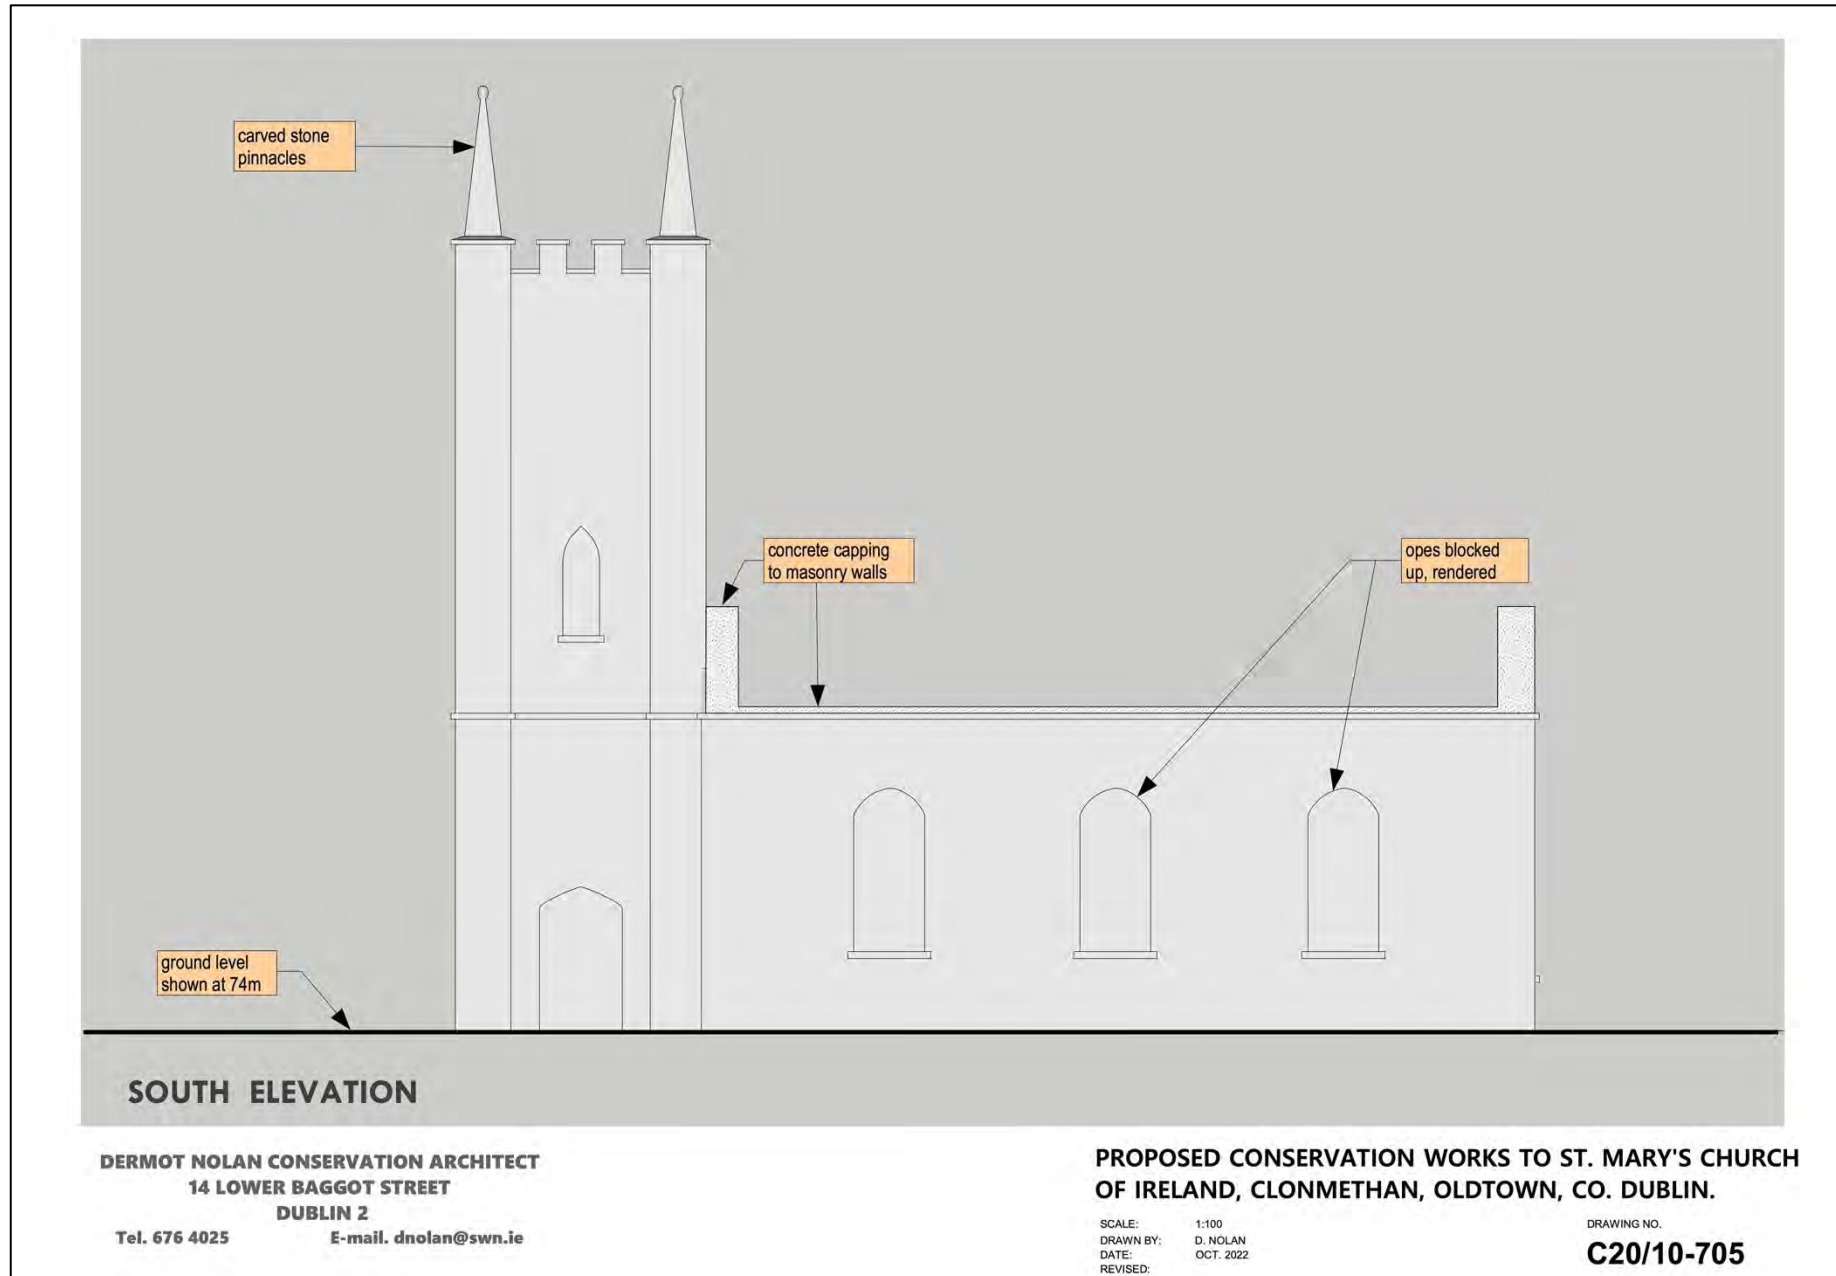 carved stone
pinnacles
concrete capping
to masonry walls
opes blocked
up, rendered
ground level
shown at 74m
SOUTH ELEVATION
DERMOT NOLAN CONSERVATION ARCHITECT
14 LOWER BAGGOT STREET
DUBLIN 2
Tel. 676 4025 E-mail. dnolan@swn.ie
PROPOSED CONSERVATION WORKS TO ST. MARY'S CHURCH
OF IRELAND, CLONMETHAN, OLDTOWN, CO. DUBLIN.
SCALE: 1:100
DRAWN BY: D. NOLAN
DATE: OCT. 2022
REVISED:
DRAWING NO.
C20/10-705